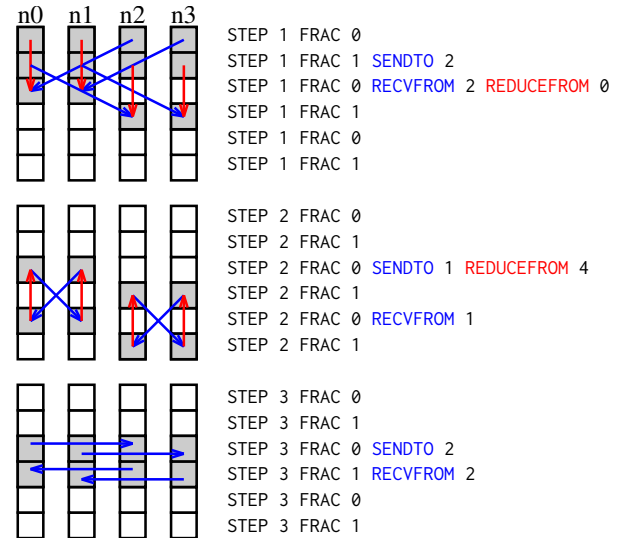 n0 n1 n2 n3
STEP 1 FRAC 0
STEP 1 FRAC 1 SENDTO 2
STEP 1 FRAC 0 RECVFROM 2 REDUCEFROM 0
STEP 1 FRAC 1
STEP 1 FRAC 0
STEP 1 FRAC 1
STEP 2 FRAC 0
STEP 2 FRAC 1
STEP 2 FRAC 0 SENDTO 1 REDUCEFROM 4
STEP 2 FRAC 1
STEP 2 FRAC 0 RECVFROM 1
STEP 2 FRAC 1
STEP 3 FRAC 0
STEP 3 FRAC 1
STEP 3 FRAC 0 SENDTO 2
STEP 3 FRAC 1 RECVFROM 2
STEP 3 FRAC 0
STEP 3 FRAC 1